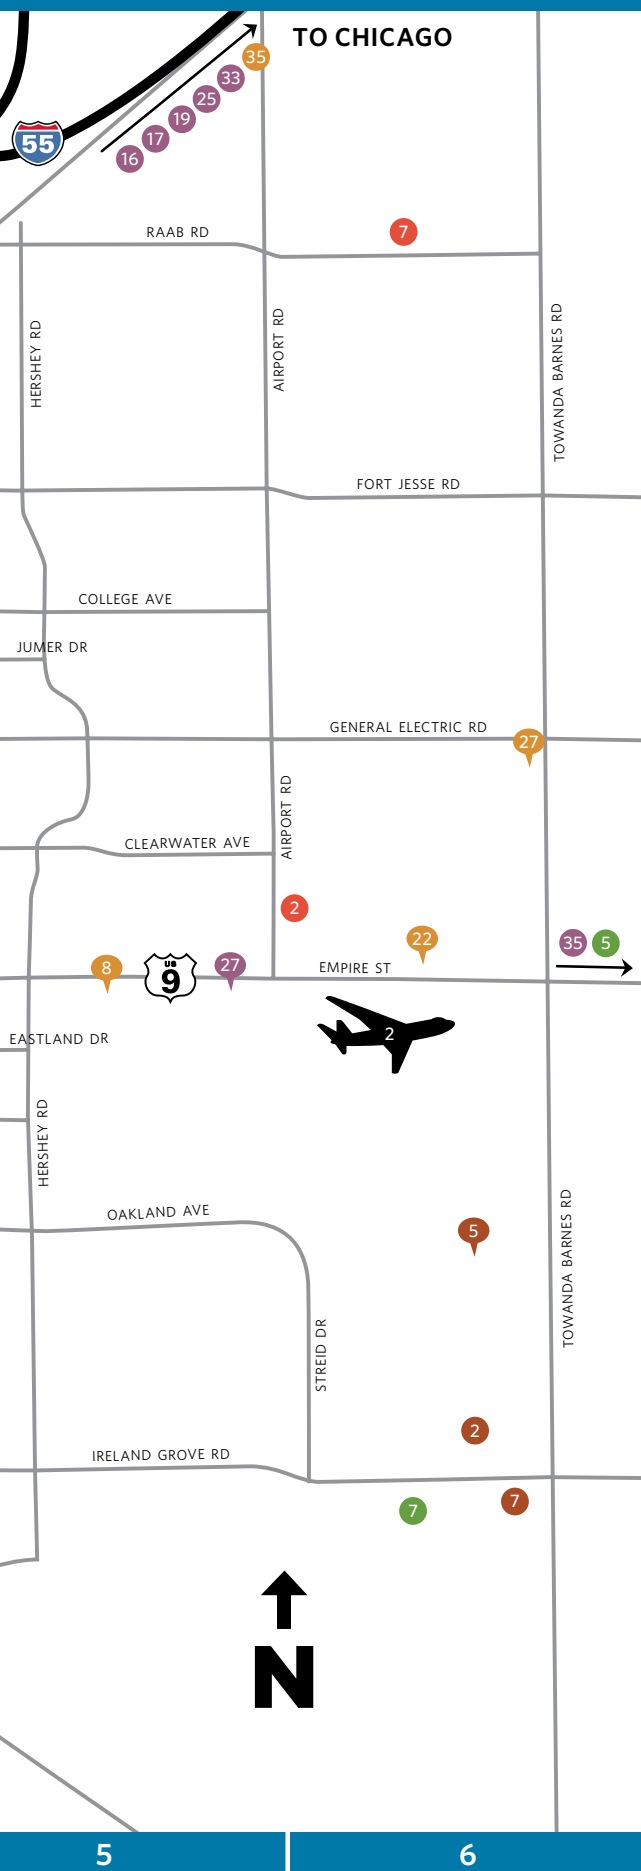 TO CHICAGO
35
33
25
19
17
16
55
RAAB RD
7
HERSHEY RD
AIRPORT RD
TOWANDA BARNES RD
FORT JESSE RD
COLLEGE AVE
JUMER DR
GENERAL ELECTRIC RD
27
AIRPORT RD
CLEARWATER AVE
2
22
35
5
8
US
9
27
EMPIRE ST
2
EASTLAND DR
HERSHEY RD
OAKLAND AVE
5
TOWANDA BARNES RD
STREID DR
2
IRELAND GROVE RD
7
7
N
5
6